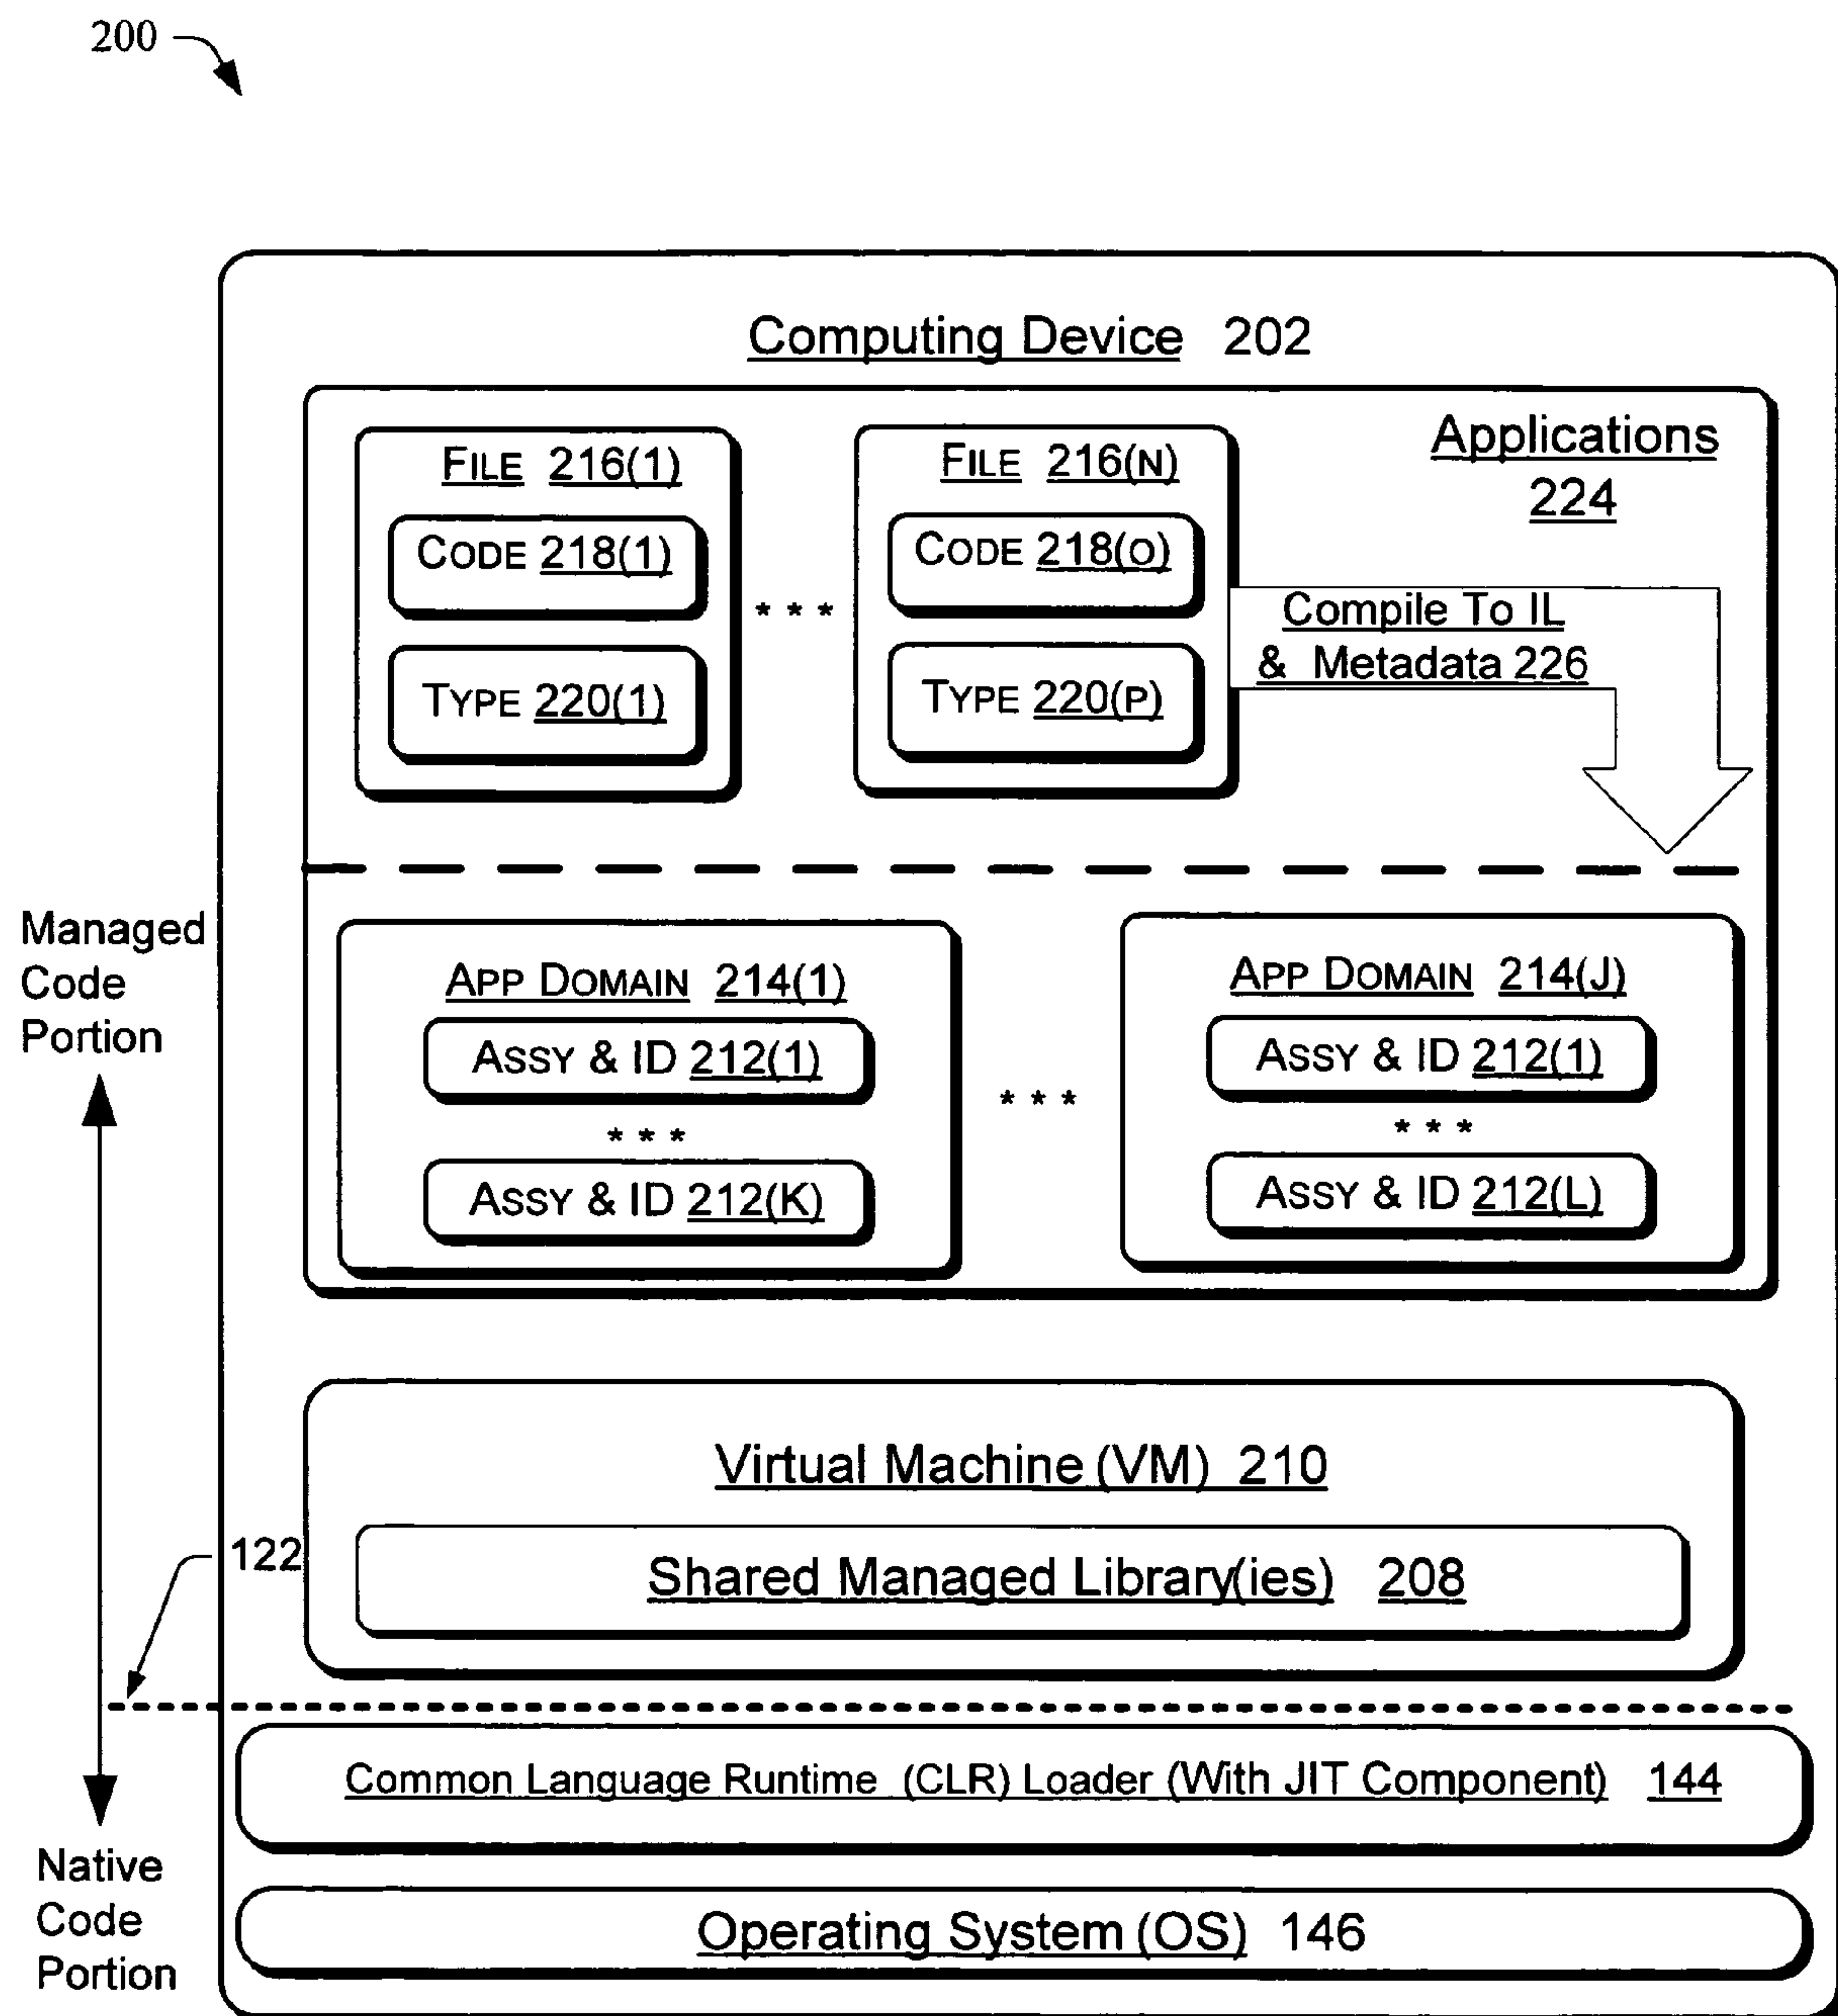 200
Computing Device 202
Applications
224
FILE 216(1)
CODE 218(1)
TYPE 220(1)
* * *
FILE 216(N)
CODE 218(O)
TYPE 220(P)
Compile To IL
& Metadata 226
Managed
Code
Portion
APP DOMAIN 214(1)
ASSY & ID 212(1)
* * *
ASSY & ID 212(K)
* * *
APP DOMAIN 214(J)
ASSY & ID 212(1)
* * *
ASSY & ID 212(L)
Virtual Machine (VM) 210
Shared Managed Library(ies) 208
122
Common Language Runtime (CLR) Loader (With JIT Component) 144
Native
Code
Portion
Operating System (OS) 146